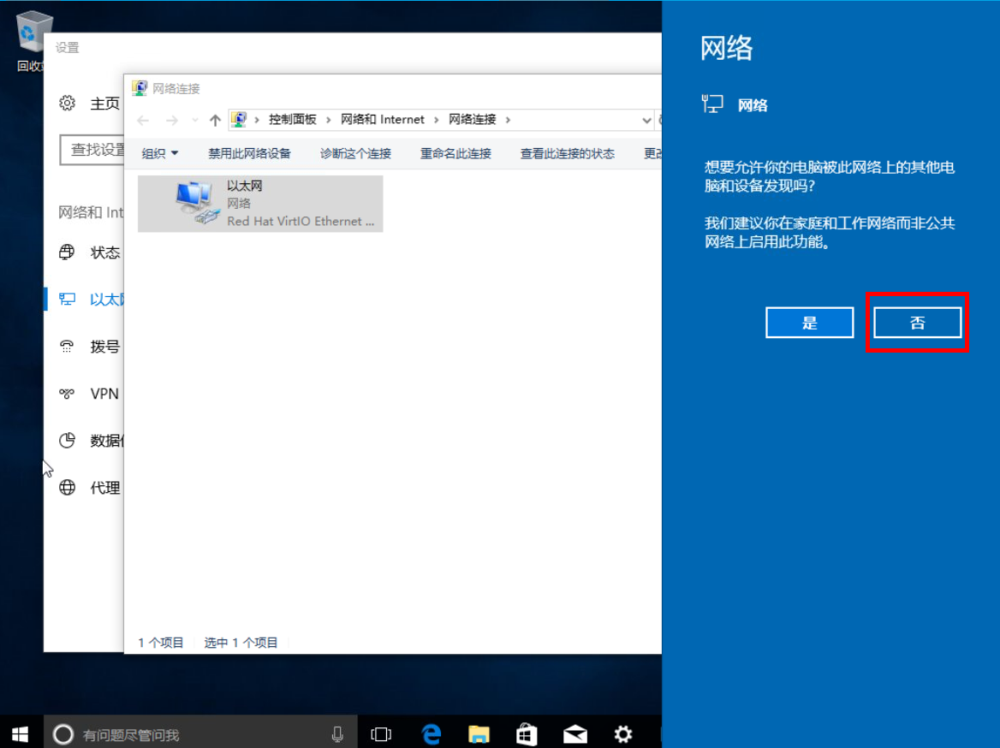 回收
设置
主页
查找设置
网络和 Int
状态
以太网
拨号
VPN
数据使
代理
网络连接
控制面板 › 网络和 Internet › 网络连接 ›
组织 禁用此网络设备 诊断这个连接 重命名此连接 查看此连接的状态 更改
以太网
网络
Red Hat VirtIO Ethernet ...
1 个项目 选中 1 个项目
网络
网络
想要允许你的电脑被此网络上的其他电
脑和设备发现吗?
我们建议你在家庭和工作网络而非公共
网络上启用此功能。
是 否
有问题尽管问我